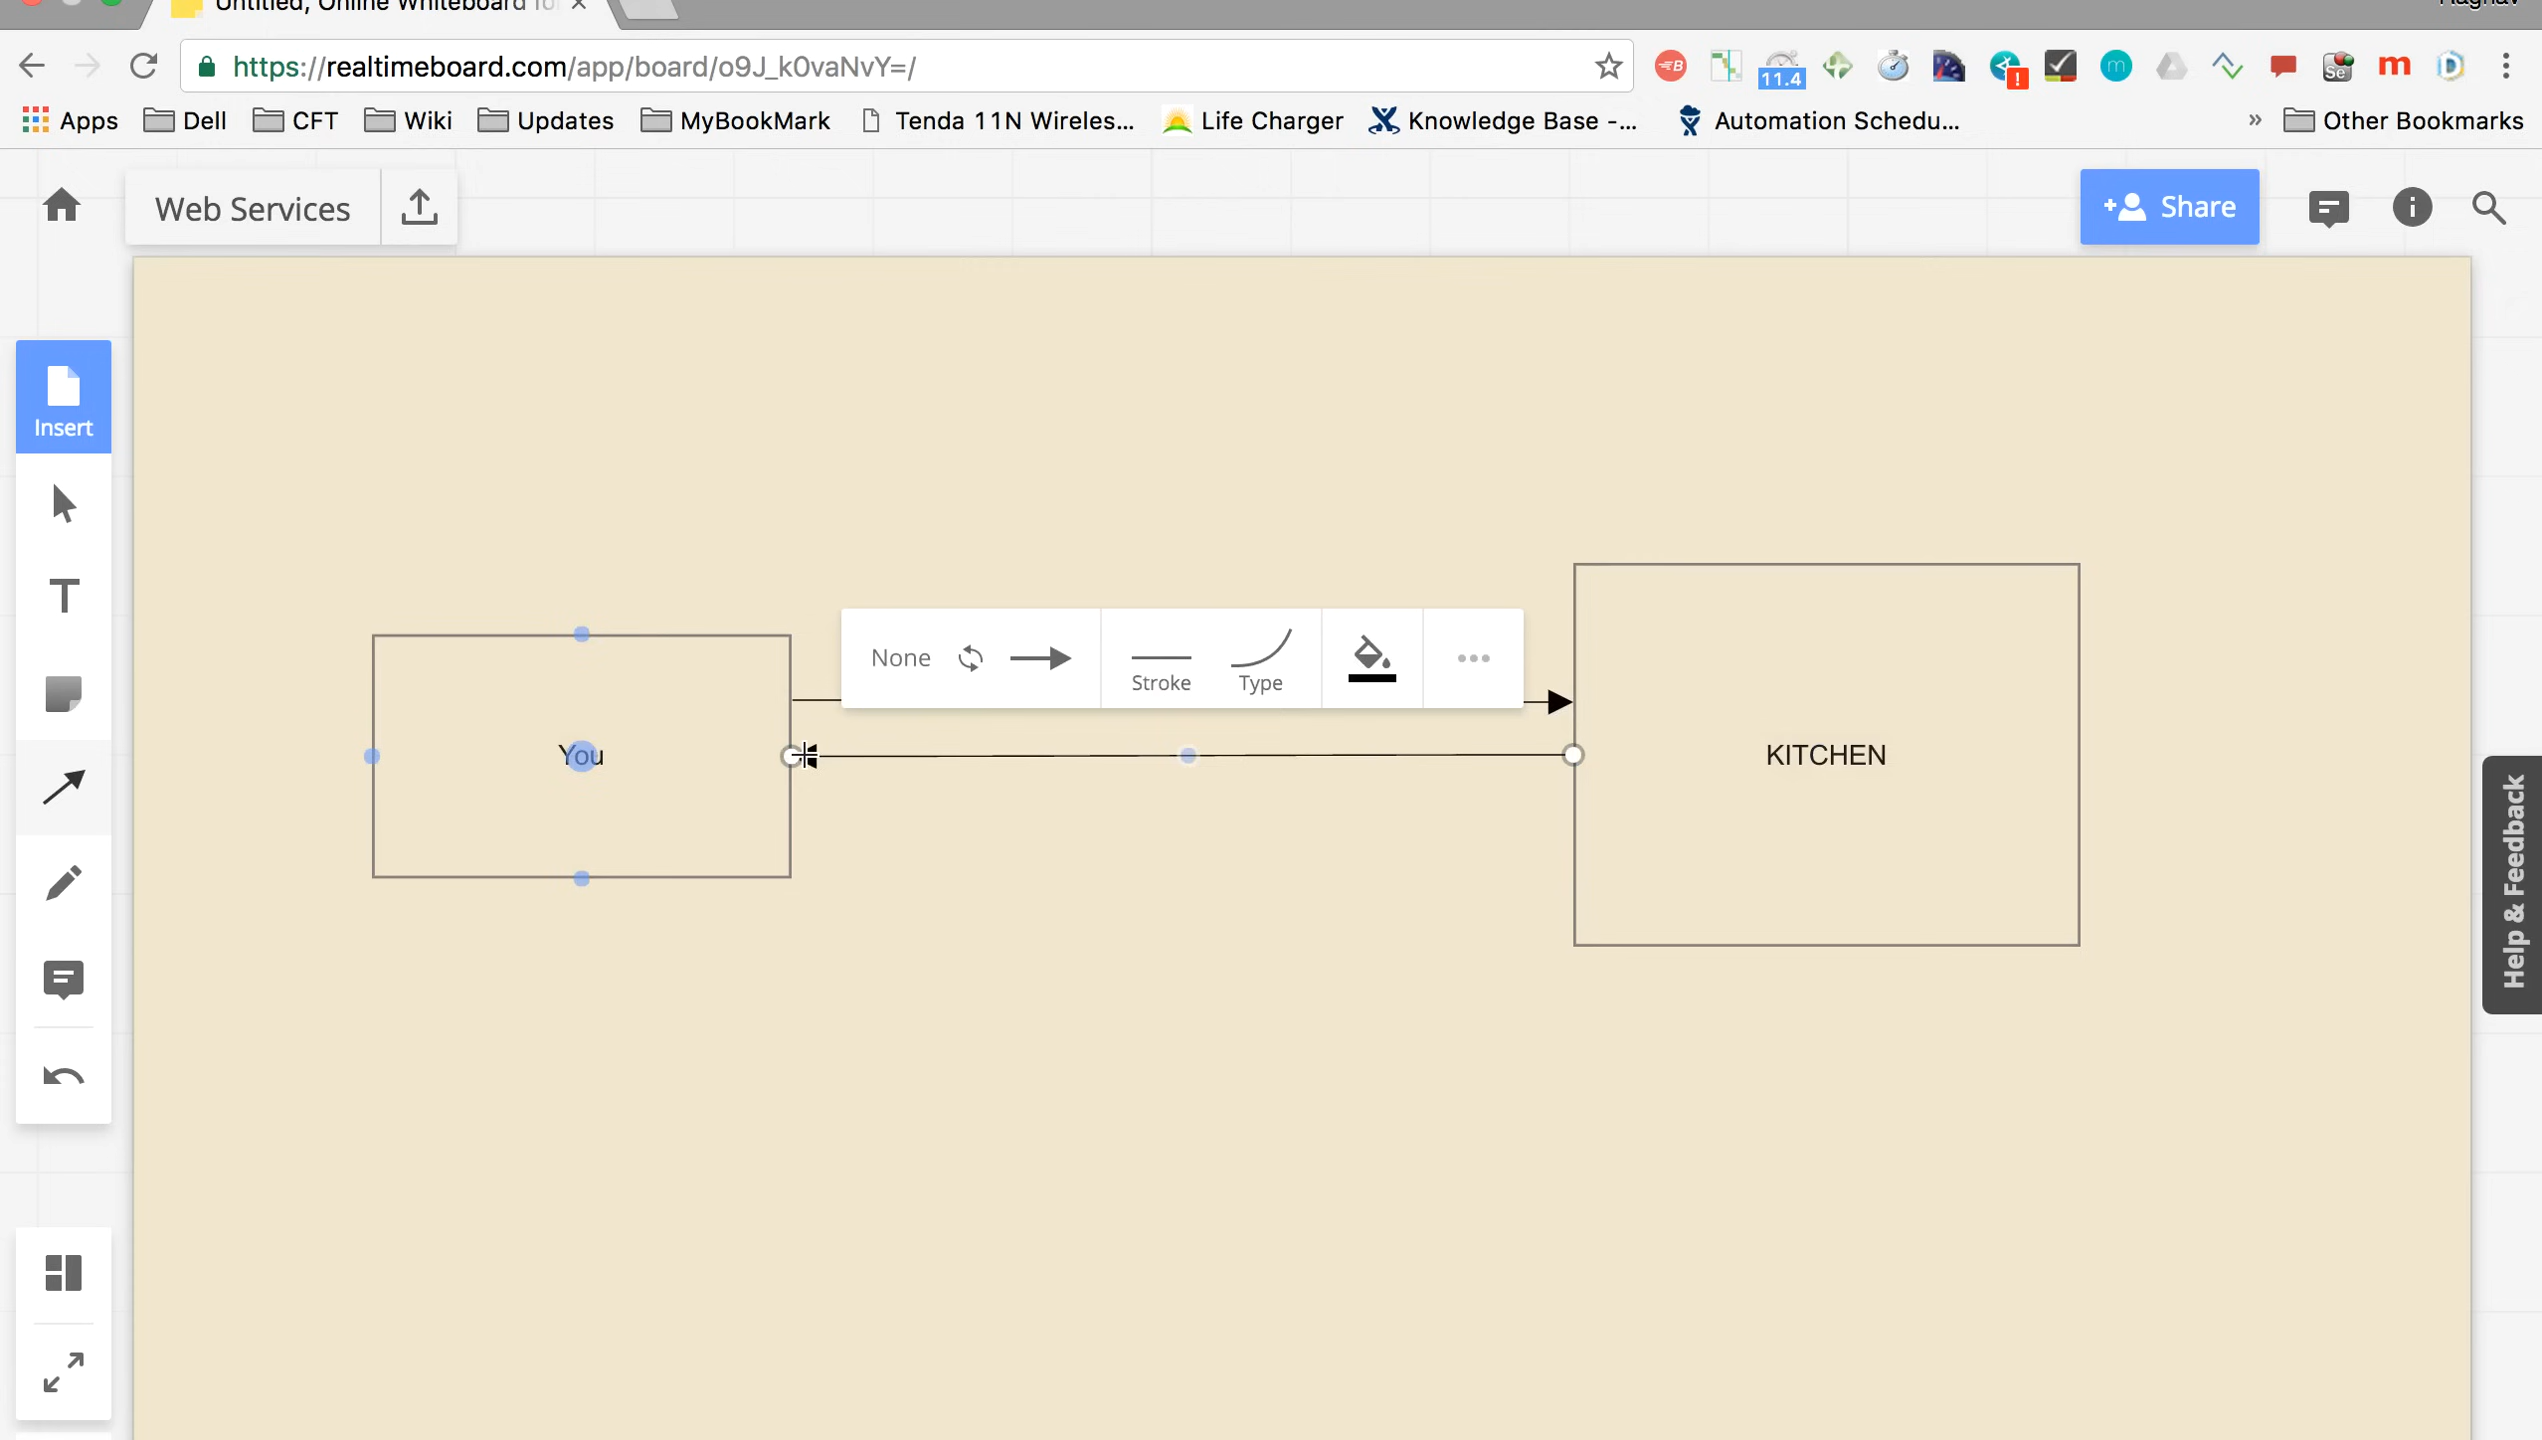 Untitled, Online Whiteboard fo
Raghav
https://realtimeboard.com/app/board/o9J_k0vaNvY=/
11.4
Apps Dell CFT Wiki Updates MyBookMark Tenda 11N Wireles... Life Charger Knowledge Base -... Automation Schedu... » Other Bookmarks
Web Services
Share
Insert
None
Stroke
Type
You
KITCHEN
Help & Feedback